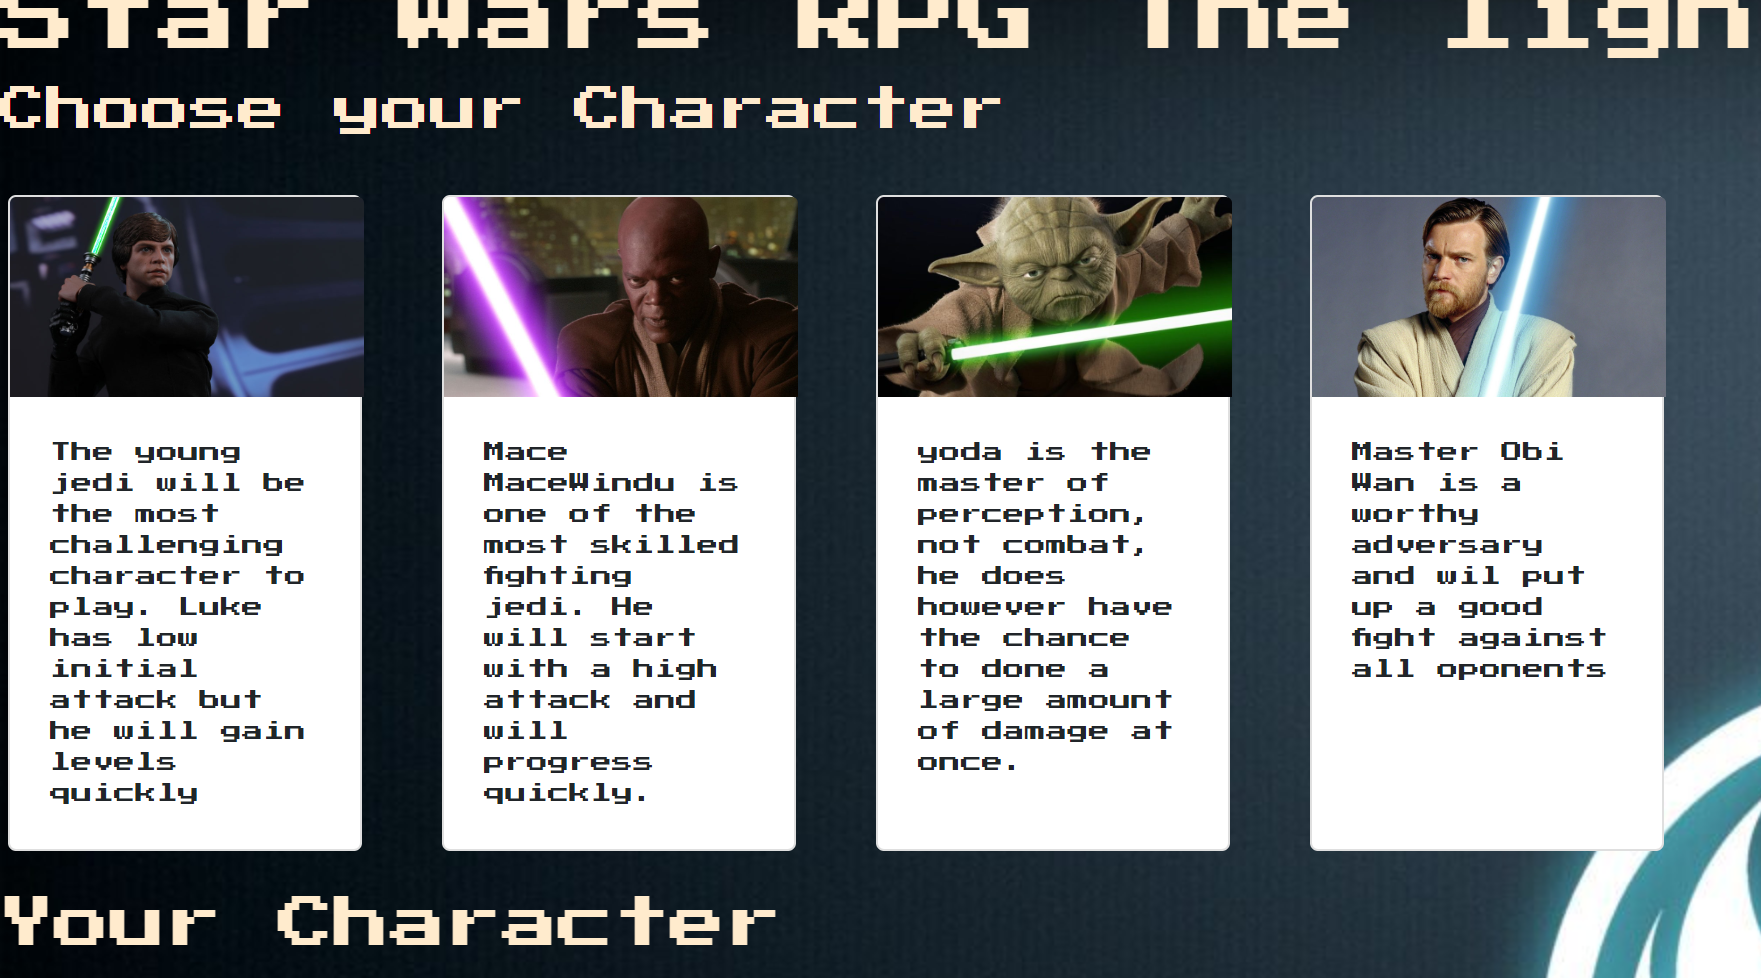 Star Wars RPG The ligh
Choose your Character
The young
jedi will be
the most
challenging
character to
play. Luke
has low
initial
attack but
he will gain
levels
quickly
Mace
MaceWindu is
one of the
most skilled
fighting
jedi. He
will start
with a high
attack and
will
progress
quickly.
yoda is the
master of
perception,
not combat,
he does
however have
the chance
to done a
large amount
of damage at
once.
Master Obi
Wan is a
worthy
adversary
and wil put
up a good
fight against
all oponents
Your Character